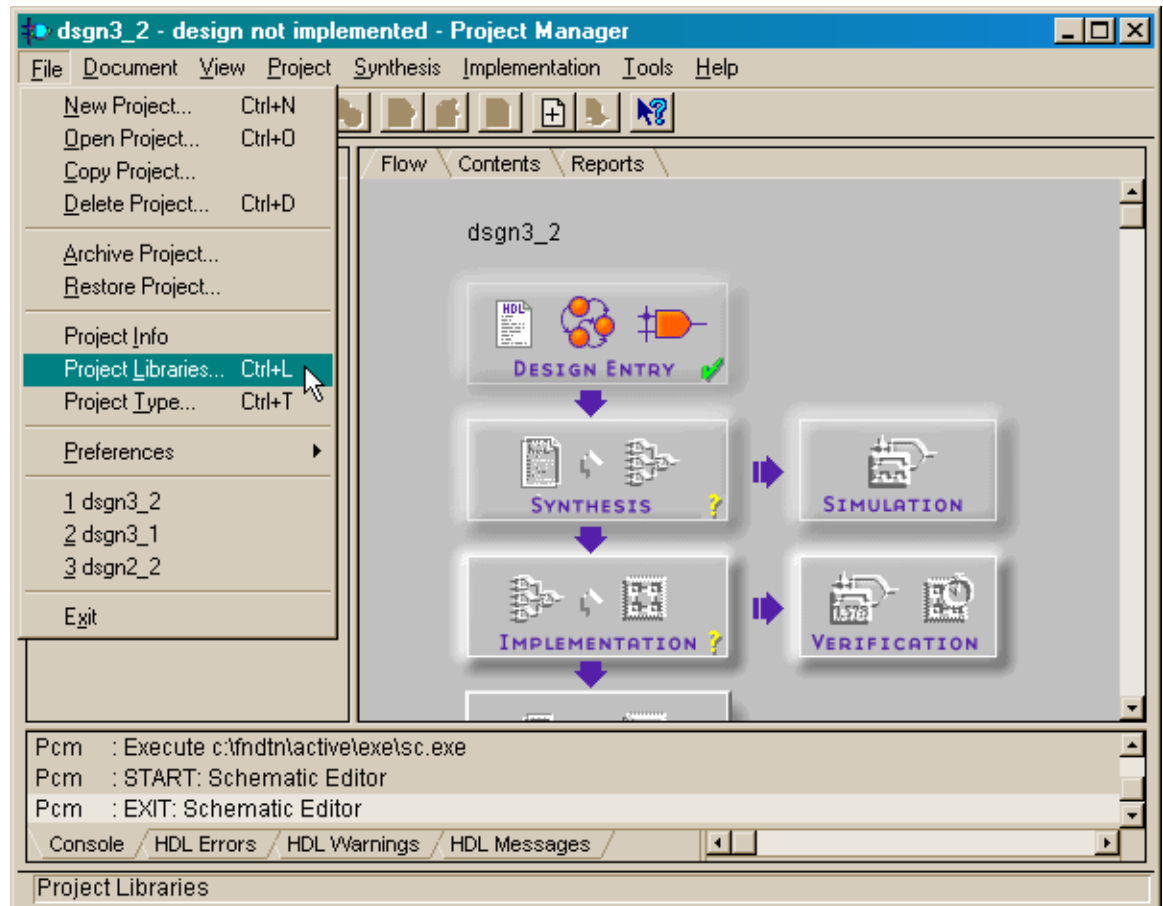 dsgn3_2 - design not implemented - Project Manager
File Document View Project Synthesis Implementation Tools Help
New Project... Ctrl+N
Open Project... Ctrl+O
Copy Project...
Delete Project... Ctrl+D
Archive Project...
Restore Project...
Project Info
Project Libraries... Ctrl+L
Project Type... Ctrl+T
Preferences
1 dsgn3_2
2 dsgn3_1
3 dsgn2_2
Exit
Flow Contents Reports
dsgn3_2
HDL
DESIGN ENTRY
SYNTHESIS ?
SIMULATION
IMPLEMENTATION ?
VERIFICATION
Pcm : Execute c:\fndtn\active\exe\sc.exe
Pcm : START: Schematic Editor
Pcm : EXIT: Schematic Editor
Console HDL Errors HDL Warnings HDL Messages
Project Libraries